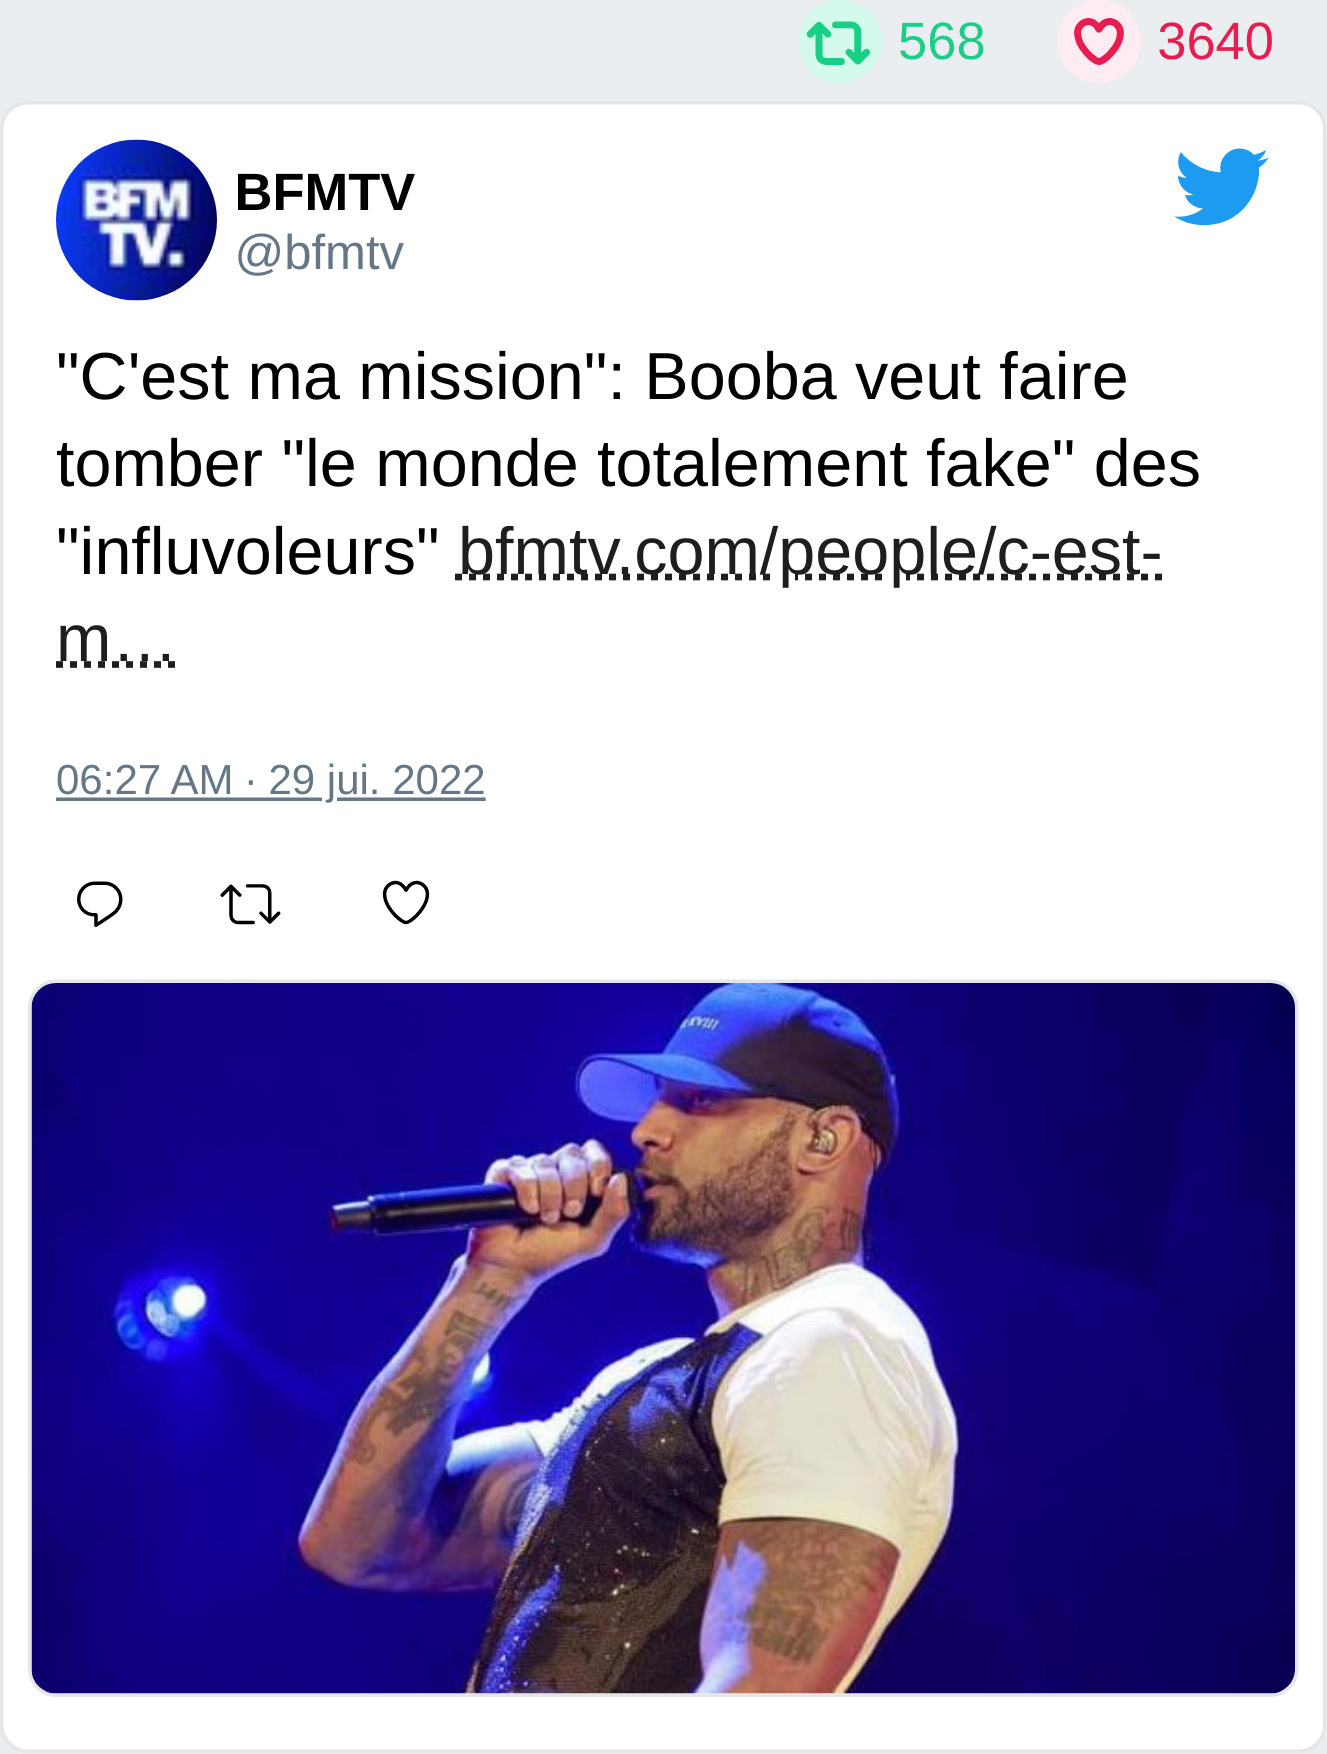 568 3640
BFM
TV.
BFMTV
@bfmtv
"C'est ma mission": Booba veut faire
tomber "le monde totalement fake" des
"influvoleurs" bfmtv.com/people/c-est-
m…
06:27 AM · 29 jui. 2022